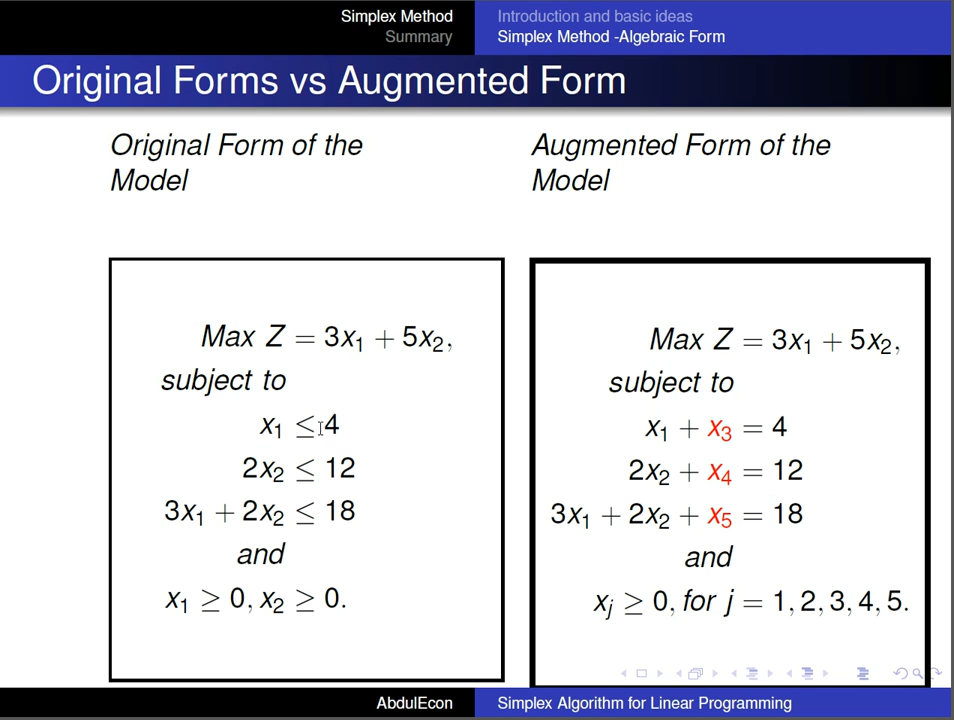 Simplex Method
Summary
Introduction and basic ideas
Simplex Method -Algebraic Form
Original Forms vs Augmented Form
Original Form of the
Model
Max Z = 3x₁ + 5x₂,
subject to
x₁ ≤ 4
2x₂ ≤ 12
3x₁ + 2x₂ ≤ 18
and
x₁ ≥ 0, x₂ ≥ 0.
Augmented Form of the
Model
Max Z = 3x₁ + 5x₂,
subject to
x₁ + x₃ = 4
2x₂ + x₄ = 12
3x₁ + 2x₂ + x₅ = 18
and
xⱼ ≥ 0, for j = 1, 2, 3, 4, 5.
AbdulEcon
Simplex Algorithm for Linear Programming